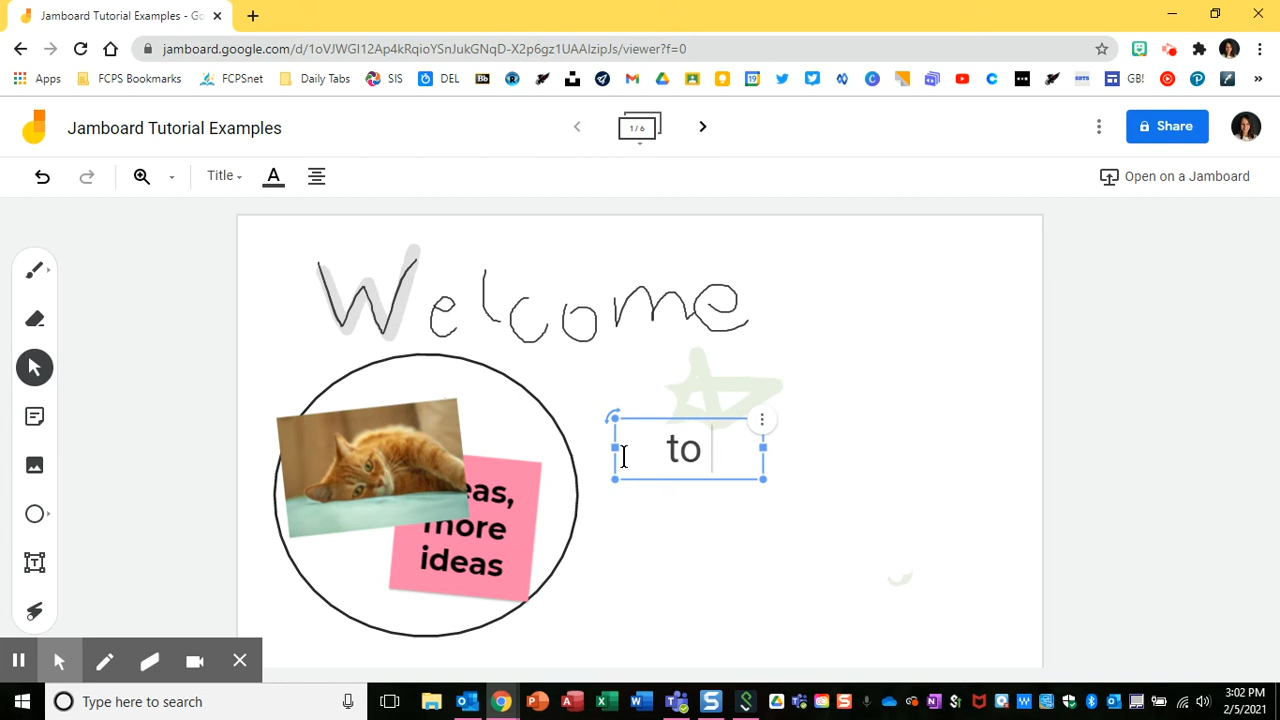 Jamboard Tutorial Examples - Go
jamboard.google.com/d/1oVJWGI12Ap4kRqioYSnJukGNqD-X2p6gz1UAAIzipJs/viewer?f=0
Apps FCPS Bookmarks FCPSnet Daily Tabs SIS DEL Bb GB! »
Jamboard Tutorial Examples
1/6
Share
Title
A
Open on a Jamboard
Welcome
to
eas,
more
ideas
Type here to search
3:02 PM
2/5/2021